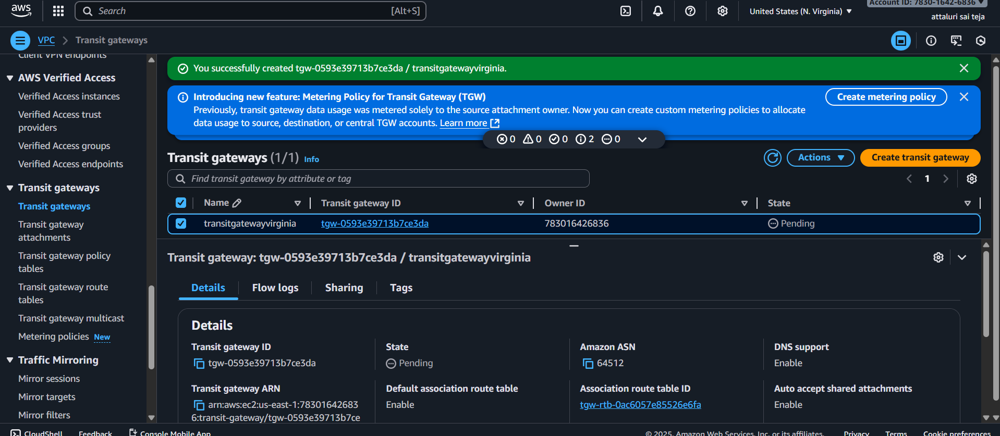 aws
Search
[Alt+S]
United States (N. Virginia)
Account ID: 7830-1642-6836
attaluri sai teja
VPC
Transit gateways
Client VPN endpoints
AWS Verified Access
Verified Access instances
Verified Access trust
providers
Verified Access groups
Verified Access endpoints
Transit gateways
Transit gateways
Transit gateway
attachments
Transit gateway policy
tables
Transit gateway route
tables
Transit gateway multicast
Metering policies New
Traffic Mirroring
Mirror sessions
Mirror targets
Mirror filters
You successfully created tgw-0593e39713b7ce3da / transitgatewayvirginia.
Introducing new feature: Metering Policy for Transit Gateway (TGW)
Previously, transit gateway data usage was metered solely to the source attachment owner. Now you can create custom metering policies to allocate
data usage to source, destination, or central TGW accounts. Learn more
Create metering policy
0 0 0 2 0
Transit gateways (1/1) Info
Actions
Create transit gateway
Find transit gateway by attribute or tag
1
Name Transit gateway ID Owner ID State
transitgatewayvirginia tgw-0593e39713b7ce3da 783016426836 Pending
Transit gateway: tgw-0593e39713b7ce3da / transitgatewayvirginia
Details Flow logs Sharing Tags
Details
Transit gateway ID
tgw-0593e39713b7ce3da
State
Pending
Amazon ASN
64512
DNS support
Enable
Transit gateway ARN
arn:aws:ec2:us-east-1:78301642683
6:transit-gateway/tgw-0593e39713b7ce
Default association route table
Enable
Association route table ID
tgw-rtb-0ac6057e85526e6fa
Auto accept shared attachments
Enable
CloudShell Feedback Console Mobile App
© 2025, Amazon Web Services, Inc. or its affiliates. Privacy Terms Cookie preferences